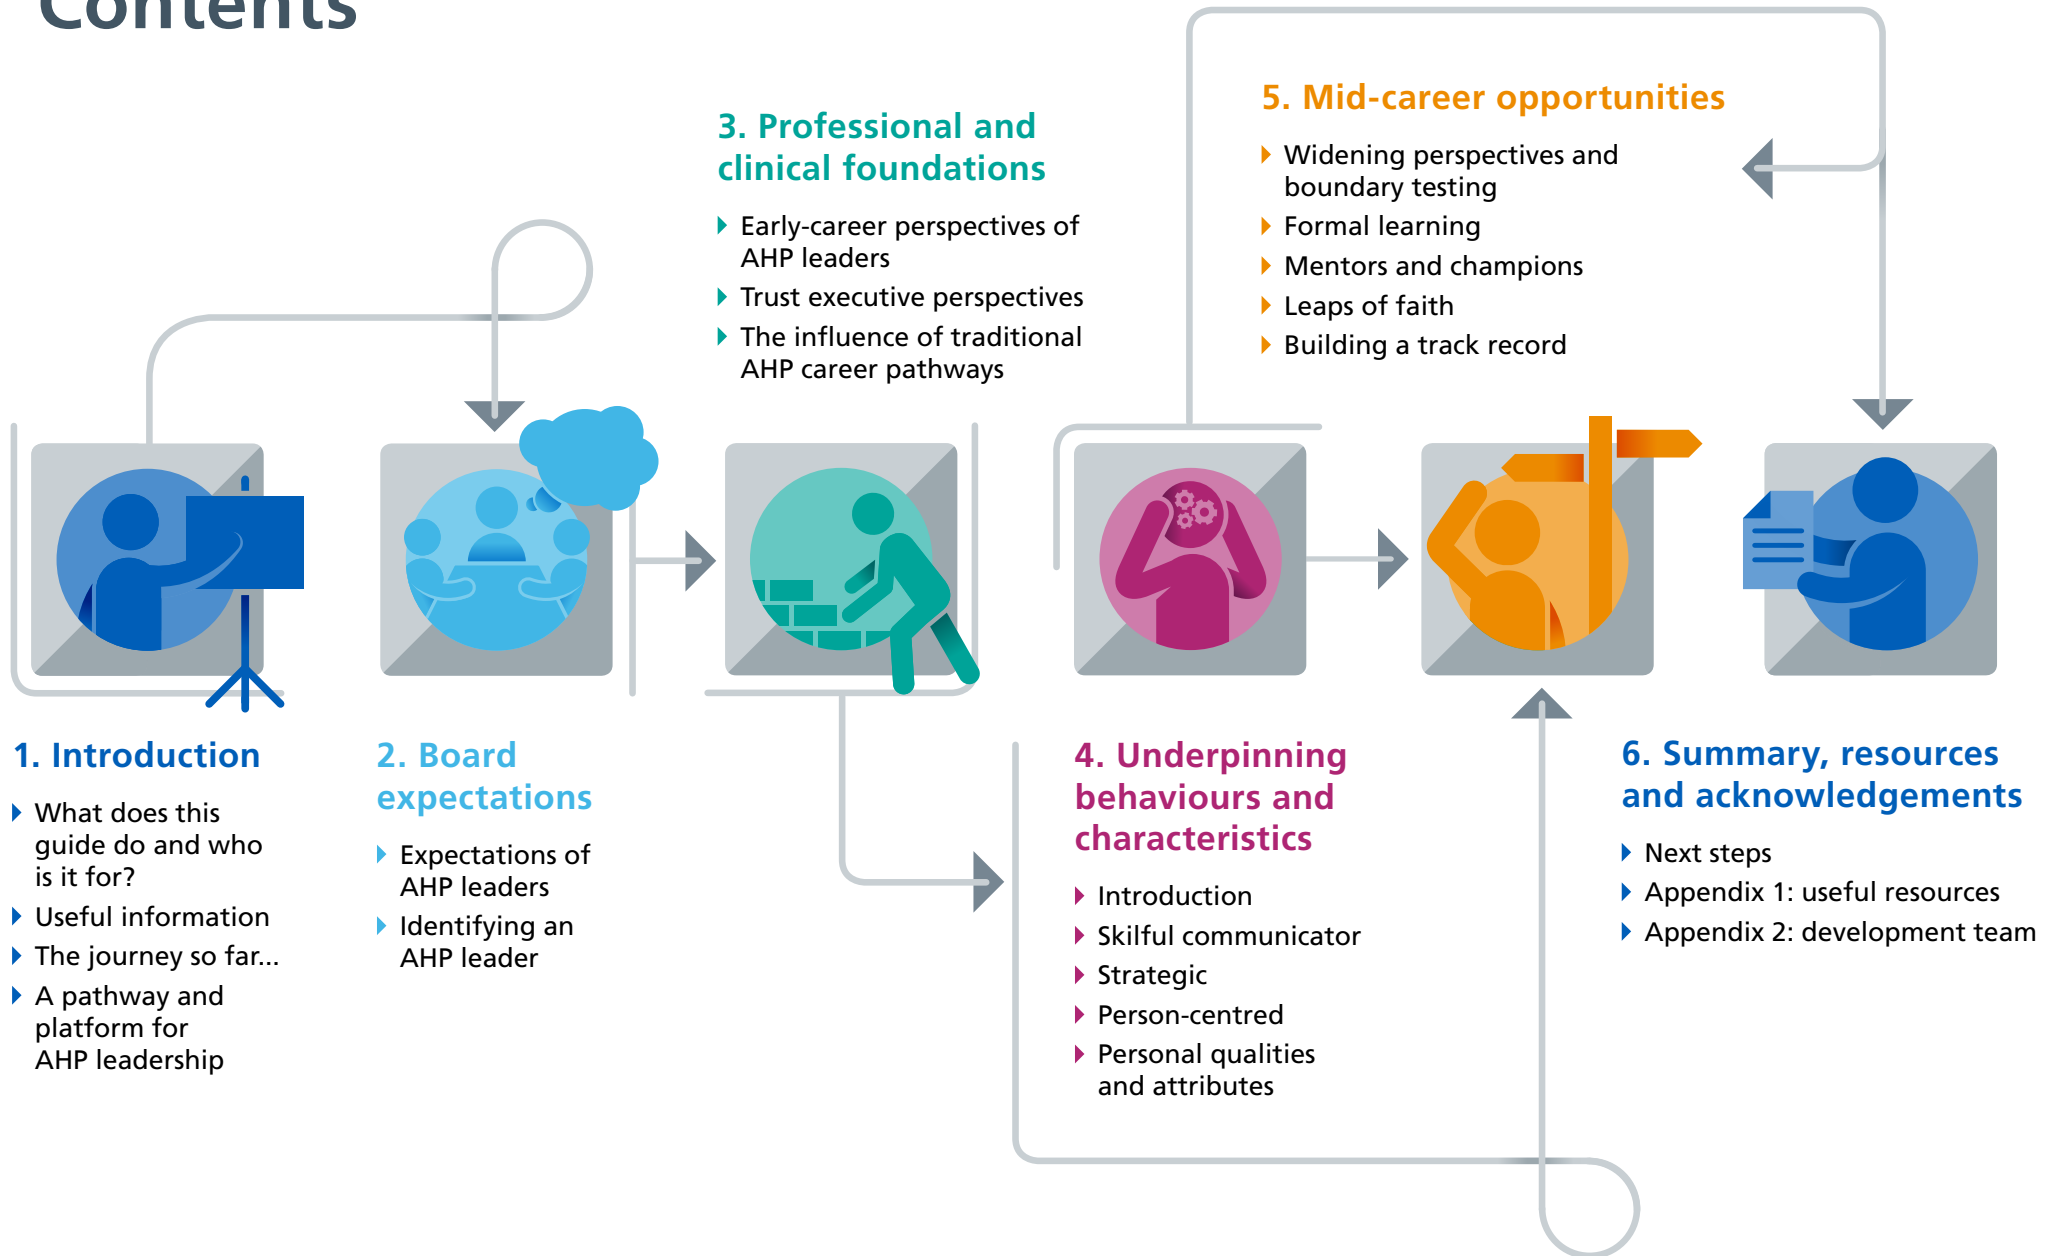 Contents
1. Introduction
What does this
guide do and who
is it for?
Useful information
The journey so far...
A pathway and
platform for
AHP leadership
2. Board
expectations
Expectations of
AHP leaders
Identifying an
AHP leader
3. Professional and
clinical foundations
Early-career perspectives of
AHP leaders
Trust executive perspectives
The influence of traditional
AHP career pathways
4. Underpinning
behaviours and
characteristics
Introduction
Skilful communicator
Strategic
Person-centred
Personal qualities
and attributes
5. Mid-career opportunities
Widening perspectives and
boundary testing
Formal learning
Mentors and champions
Leaps of faith
Building a track record
6. Summary, resources
and acknowledgements
Next steps
Appendix 1: useful resources
Appendix 2: development team